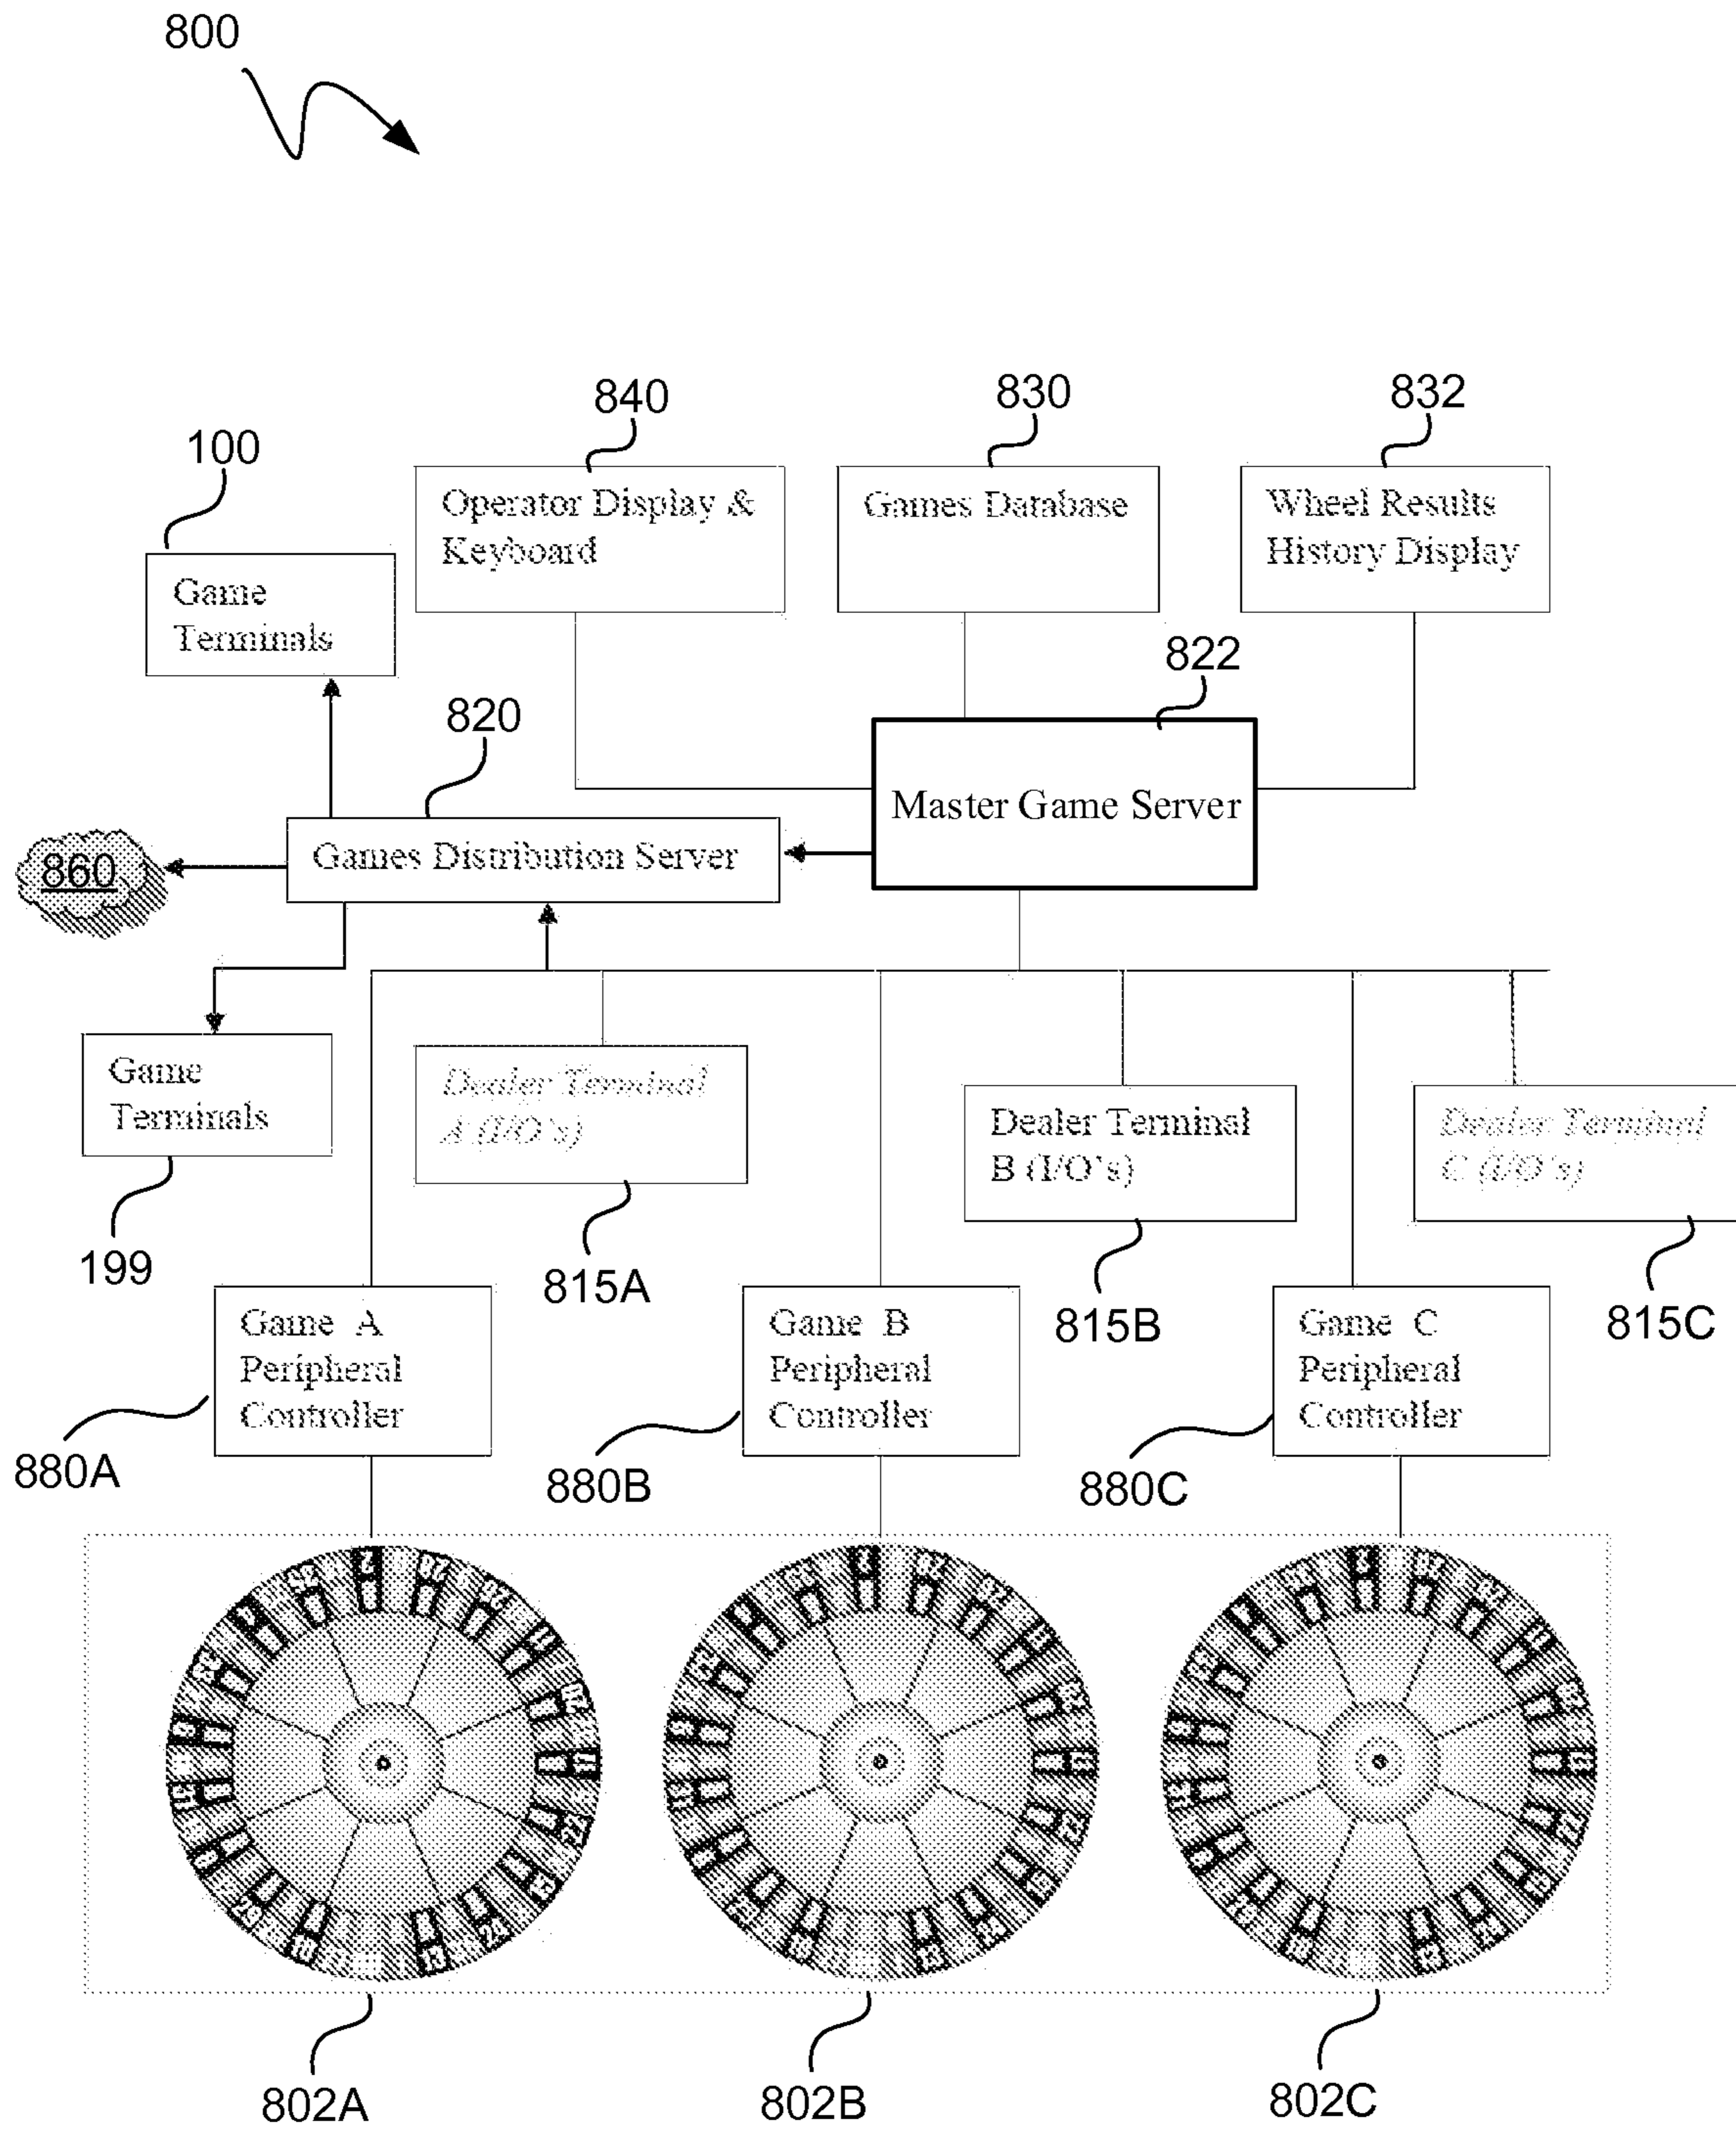 800
840
830
832
100
Operator Display &
Keyboard
Games Database
Wheel Results
History Display
Game
Terminals
822
820
Master Game Server
Games Distribution Server
860
Game
Terminals
Dealer Terminal
A (I/O's)
Dealer Terminal
B (I/O's)
Dealer Terminal
C (I/O's)
199
815A
815B
815C
Game A
Peripheral
Controller
Game B
Peripheral
Controller
Game C
Peripheral
Controller
880A
880B
880C
802A
802B
802C